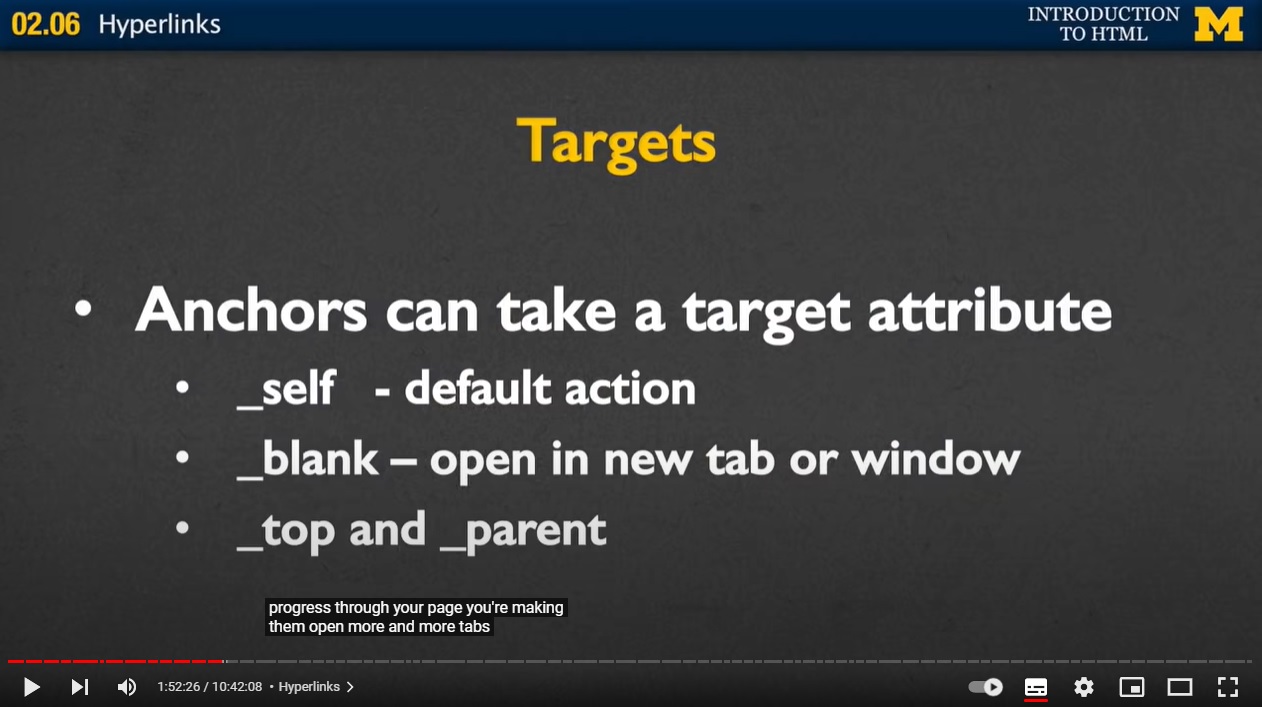 02.06 Hyperlinks
INTRODUCTION
TO HTML
M
Targets
• Anchors can take a target attribute
• _self - default action
• _blank – open in new tab or window
• _top and _parent
progress through your page you're making
them open more and more tabs
1:52:26 / 10:42:08 • Hyperlinks